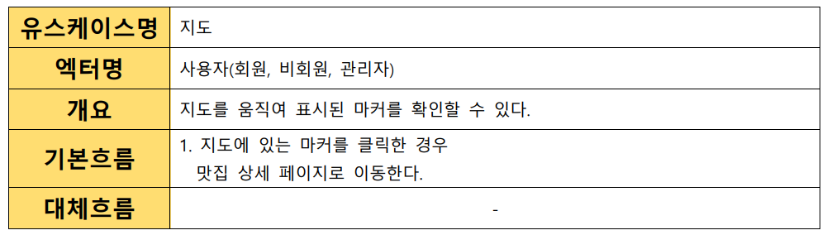 유스케이스명 지도
엑터명 사용자(회원, 비회원, 관리자)
개요 지도를 움직여 표시된 마커를 확인할 수 있다.
기본흐름 1. 지도에 있는 마커를 클릭한 경우
맛집 상세 페이지로 이동한다.
대체흐름 -